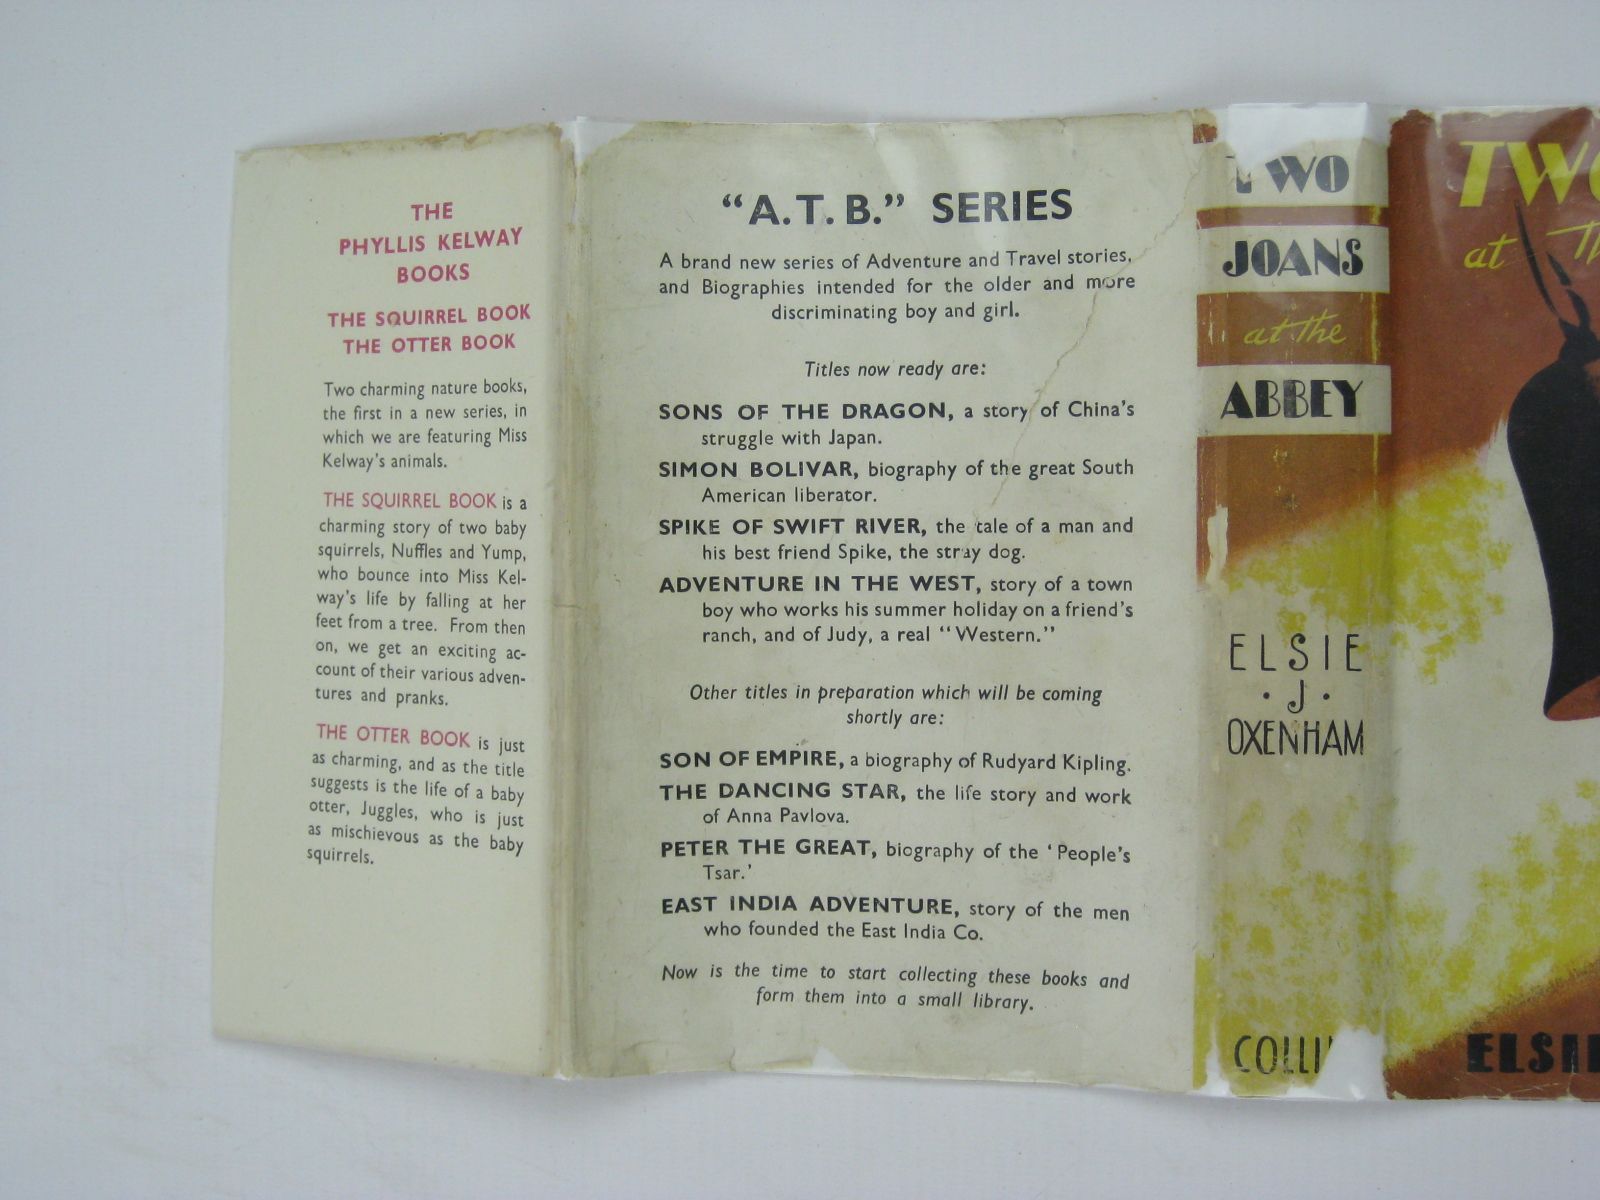 THE
PHYLLIS KELWAY
BOOKS
THE SQUIRREL BOOK
THE OTTER BOOK
Two charming nature books,
the first in a new series, in
which we are featuring Miss
Kelway's animals.
THE SQUIRREL BOOK is a
charming story of two baby
squirrels, Nuffles and Yump,
who bounce into Miss Kel-
way's life by falling at her
feet from a tree. From then
on, we get an exciting ac-
count of their various adven-
tures and pranks.
THE OTTER BOOK is just
as charming, and as the title
suggests is the life of a baby
otter, Juggles, who is just
as mischievous as the baby
squirrels.
"A.T.B." SERIES
A brand new series of Adventure and Travel stories,
and Biographies intended for the older and more
discriminating boy and girl.
Titles now ready are:
SONS OF THE DRAGON, a story of China's
struggle with Japan.
SIMON BOLIVAR, biography of the great South
American liberator.
SPIKE OF SWIFT RIVER, the tale of a man and
his best friend Spike, the stray dog.
ADVENTURE IN THE WEST, story of a town
boy who works his summer holiday on a friend's
ranch, and of Judy, a real "Western."
Other titles in preparation which will be coming
shortly are:
SON OF EMPIRE, a biography of Rudyard Kipling.
THE DANCING STAR, the life story and work
of Anna Pavlova.
PETER THE GREAT, biography of the 'People's
Tsar.'
EAST INDIA ADVENTURE, story of the men
who founded the East India Co.
Now is the time to start collecting these books and
form them into a small library.
TWO
JOANS
at the
ABBEY
ELSIE
· J ·
OXENHAM
COLLI
TWO
at Th
ELSIE